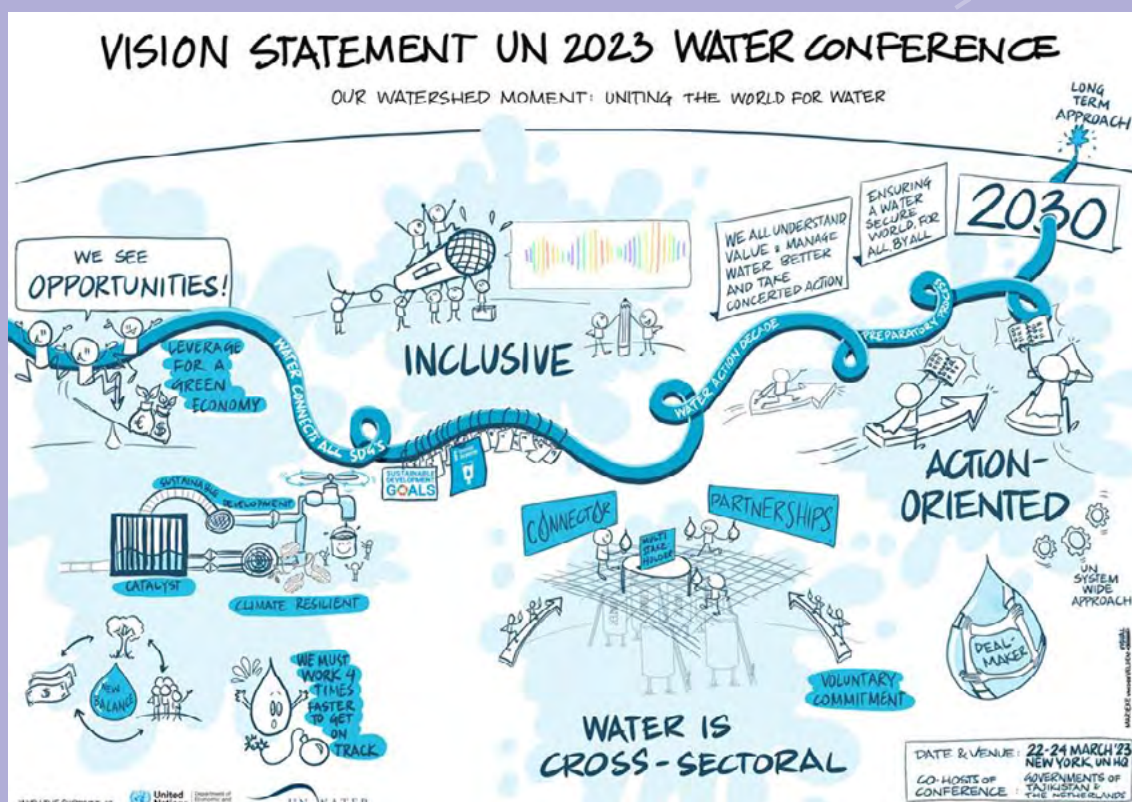 VISION STATEMENT UN 2023 WATER CONFERENCE
OUR WATERSHED MOMENT: UNITING THE WORLD FOR WATER
LONG
TERM
APPROACH
2030
ENSURING
A WATER
SECURE
WORLD, FOR
ALL, BY ALL
WE ALL UNDERSTAND
VALUE & MANAGE
WATER BETTER
AND TAKE
CONCERTED ACTION
WE SEE
OPPORTUNITIES!
LEVERAGE
FOR A
GREEN
ECONOMY
WATER CONNECTS ALL SDG'S
INCLUSIVE
WATER ACTION DECADE
PREPARATORY PROCESS
SUSTAINABLE
DEVELOPMENT
GOALS
ACTION-
ORIENTED
SUSTAINABLE DEVELOPMENT
CATALYST
CLIMATE RESILIENT
CONNECTOR
PARTNERSHIPS
MULTI
STAKE-
HOLDER
UN
SYSTEM
WIDE
APPROACH
DEAL-
MAKER
$
NEW
BALANCE
WE MUST
WORK 4
TIMES
FASTER
TO GET
ON
TRACK
VOLUNTARY
COMMITMENT
WATER IS
CROSS-SECTORAL
DATE & VENUE: 22-24 MARCH '23
NEW YORK, UN HQ
CO-HOSTS OF
CONFERENCE: GOVERNMENTS OF
TAJIKISTAN &
THE NETHERLANDS
€ $
United
Department of
Economic and
UN WATER